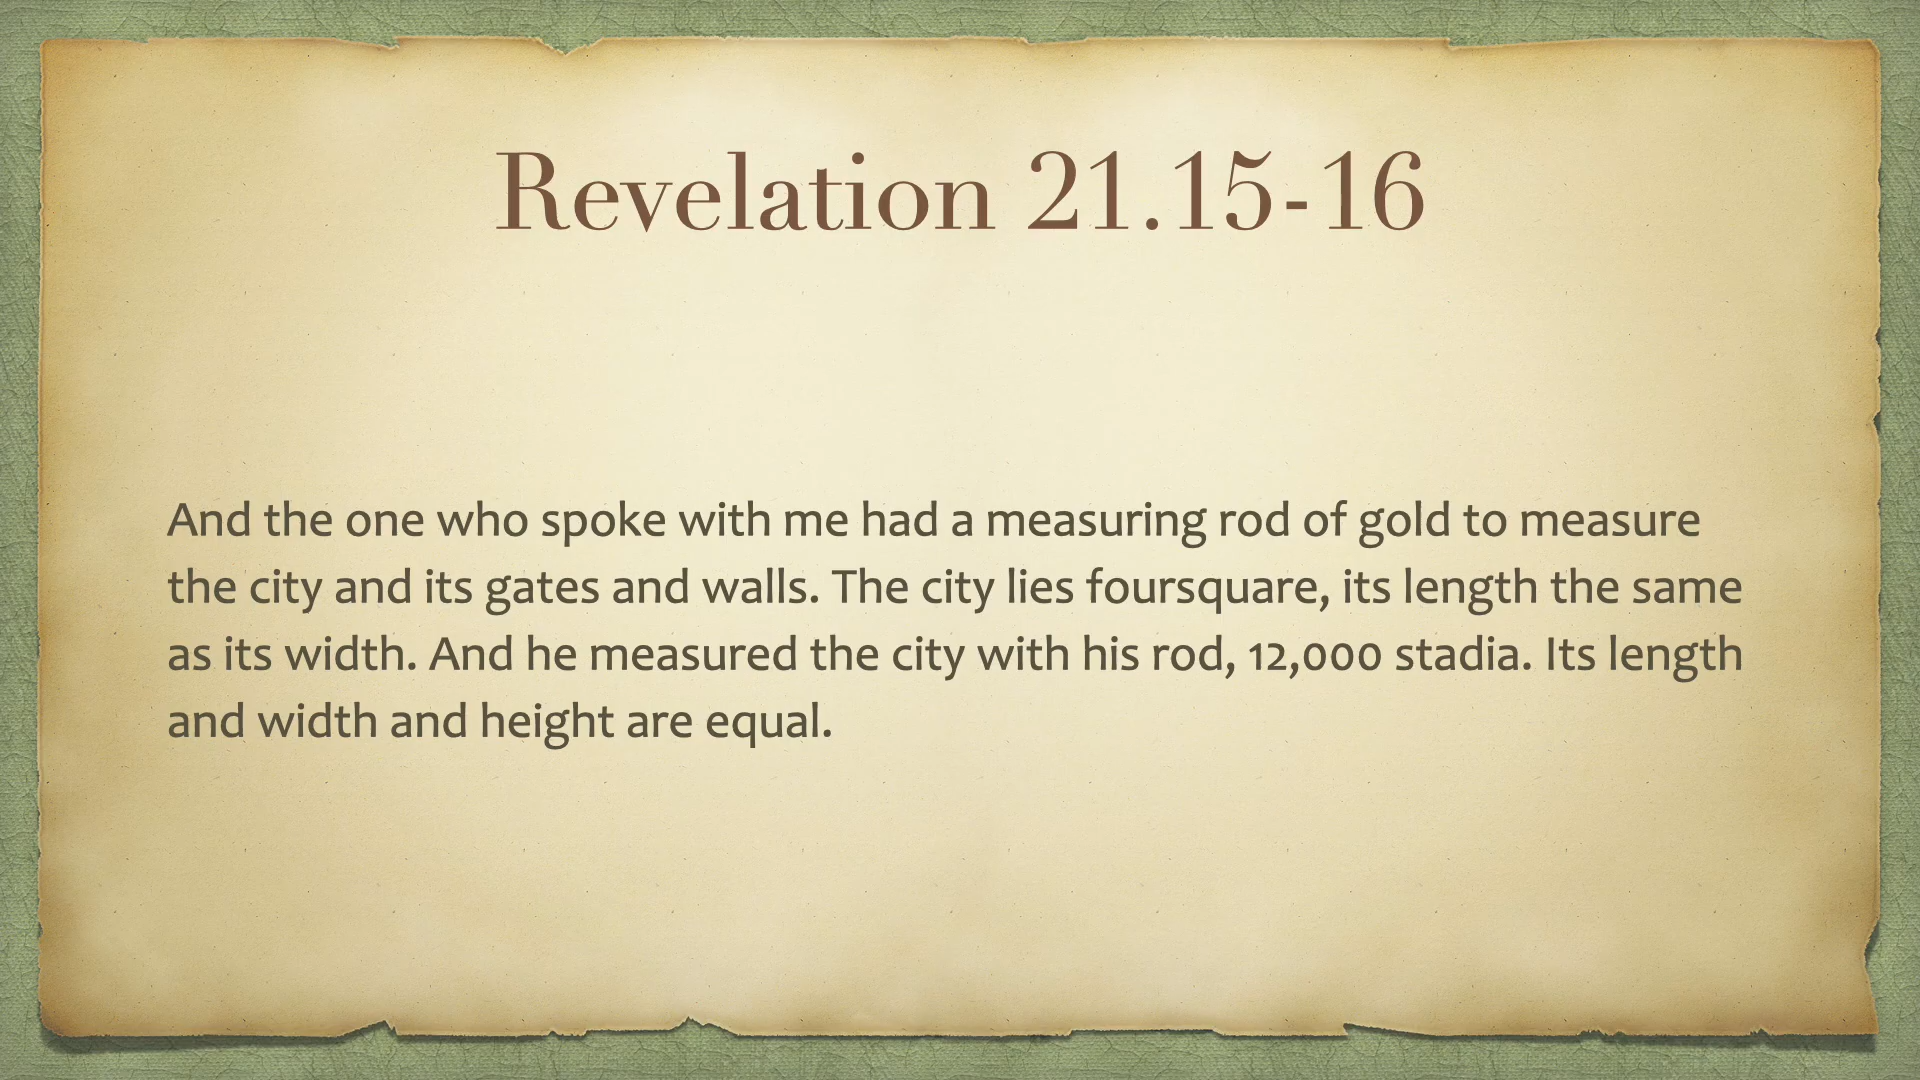 Revelation 21.15-16
And the one who spoke with me had a measuring rod of gold to measure
the city and its gates and walls. The city lies foursquare, its length the same
as its width. And he measured the city with his rod, 12,000 stadia. Its length
and width and height are equal.